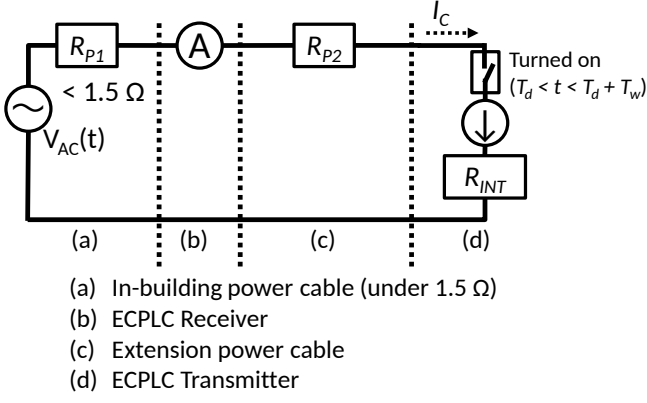 I_C
R_P1
A
R_P2
Turned on
(T_d < t < T_d + T_w)
< 1.5 Ω
V_AC(t)
R_INT
(a) (b) (c) (d)
(a) In-building power cable (under 1.5 Ω)
(b) ECPLC Receiver
(c) Extension power cable
(d) ECPLC Transmitter